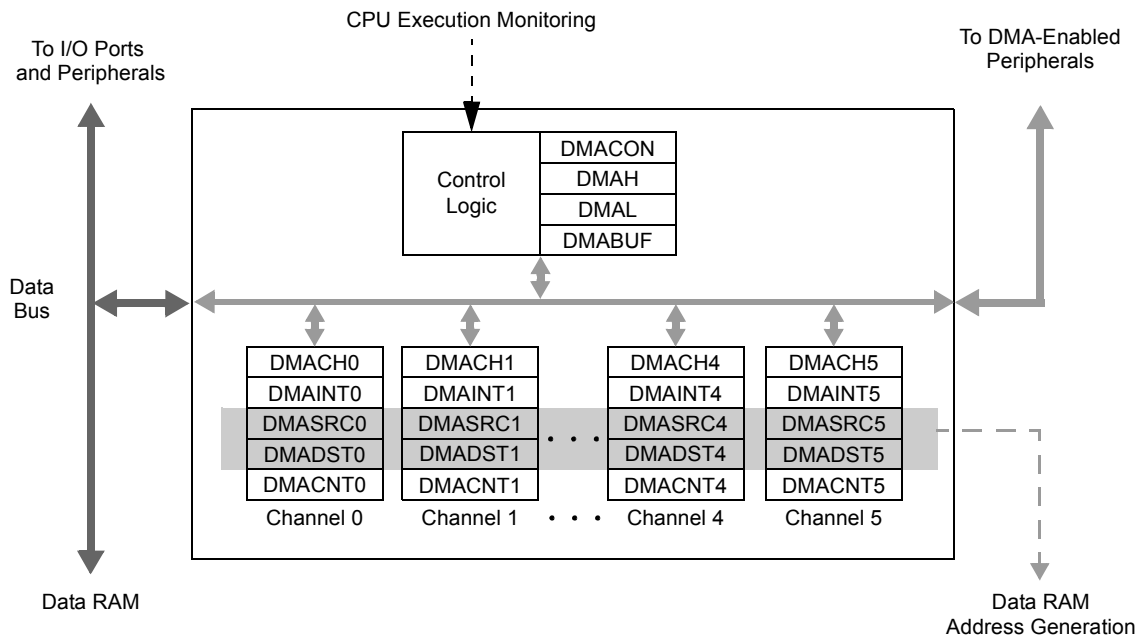 CPU Execution Monitoring
To I/O Ports
and Peripherals
To DMA-Enabled
Peripherals
Control
Logic
DMACON
DMAH
DMAL
DMABUF
Data
Bus
DMACH0
DMAINT0
DMASRC0
DMADST0
DMACNT0
Channel 0
DMACH1
DMAINT1
DMASRC1
DMADST1
DMACNT1
Channel 1
DMACH4
DMAINT4
DMASRC4
DMADST4
DMACNT4
Channel 4
DMACH5
DMAINT5
DMASRC5
DMADST5
DMACNT5
Channel 5
Data RAM
Data RAM
Address Generation